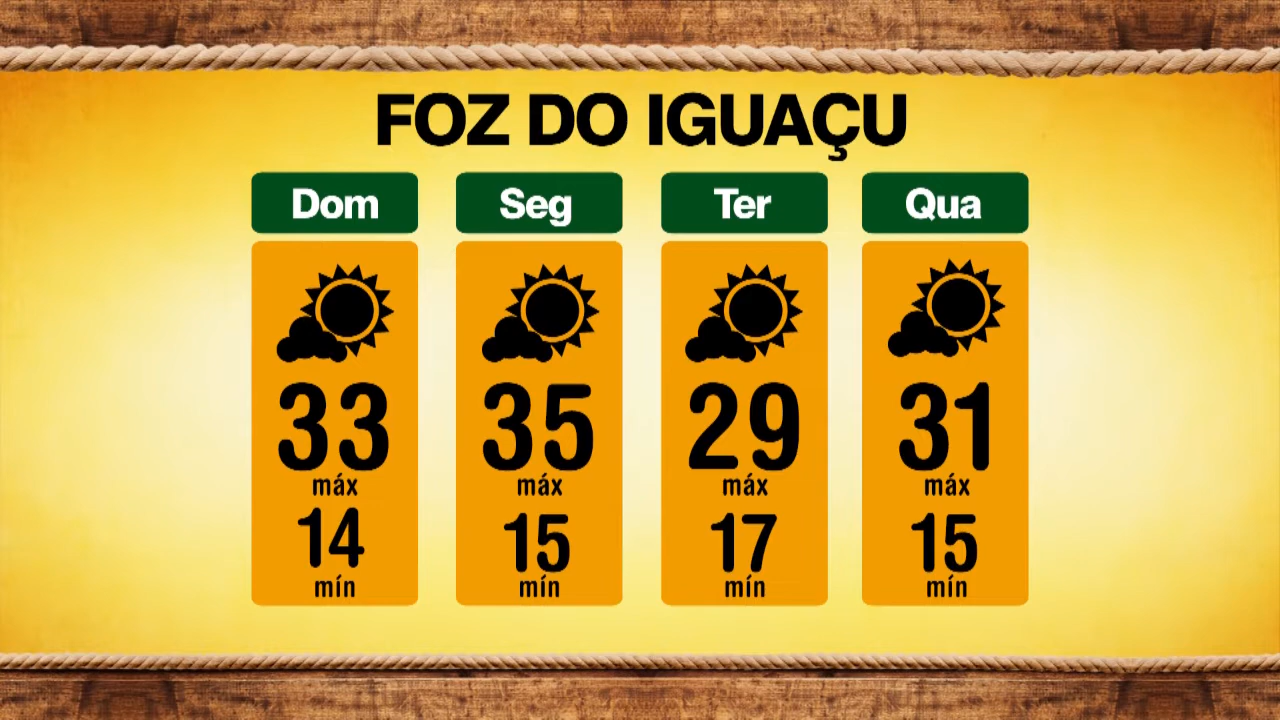 FOZ DO IGUAÇU
Dom Seg Ter Qua
33 35 29 31
máx máx máx máx
14 15 17 15
mín mín mín mín